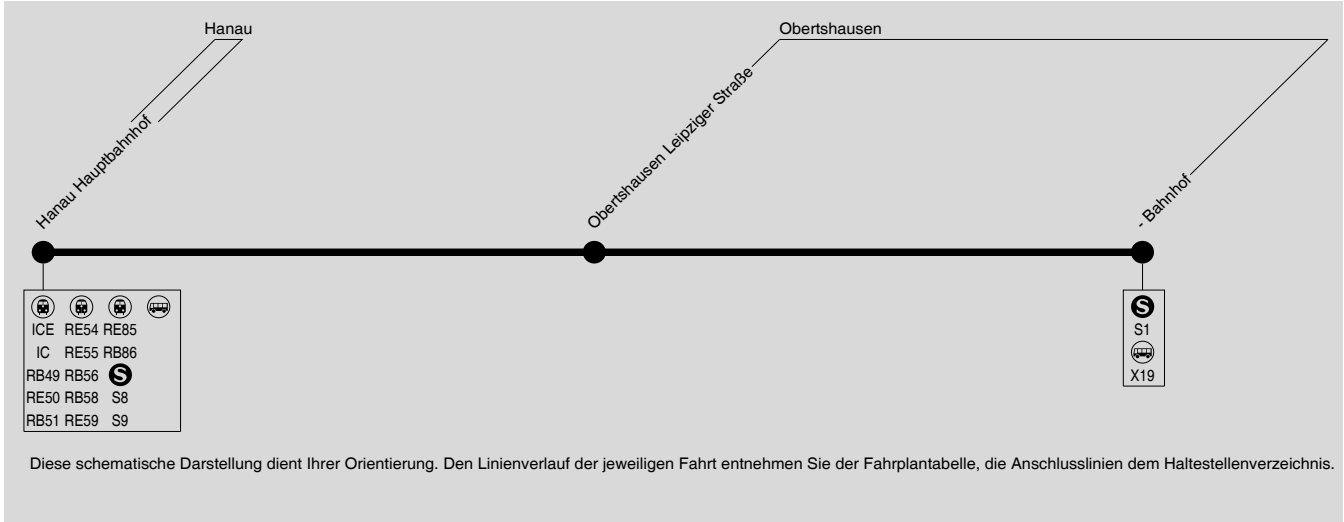 Hanau
Obertshausen
Hanau Hauptbahnhof
Obertshausen Leipziger Straße
- Bahnhof
ICE RE54 RE85
IC RE55 RB86
RB49 RB56 S
RE50 RB58 S8
RB51 RE59 S9
S
S1
X19
Diese schematische Darstellung dient Ihrer Orientierung. Den Linienverlauf der jeweiligen Fahrt entnehmen Sie der Fahrplantabelle, die Anschlusslinien dem Haltestellenverzeichnis.